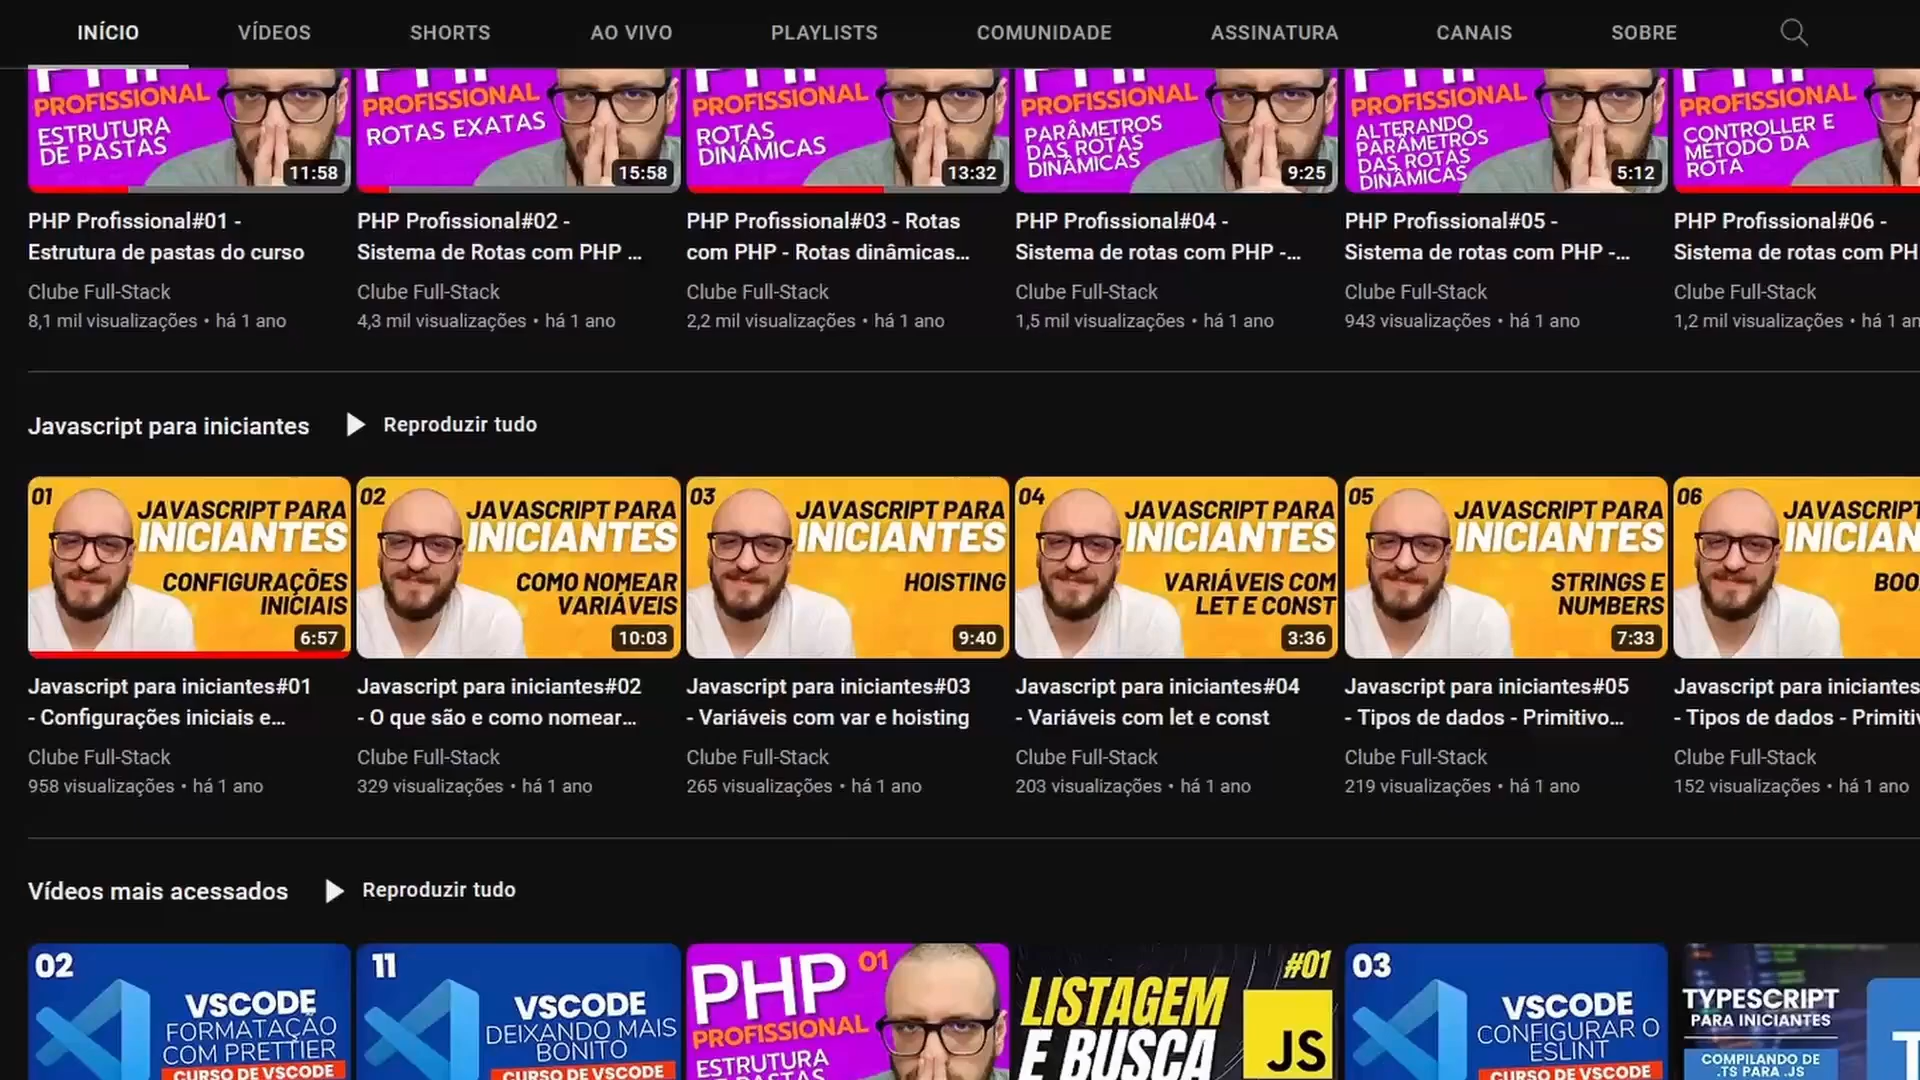 INÍCIO VÍDEOS SHORTS AO VIVO PLAYLISTS COMUNIDADE ASSINATURA CANAIS SOBRE
PROFISSIONAL
ESTRUTURA
DE PASTAS
11:58
PROFISSIONAL
ROTAS EXATAS
15:58
PROFISSIONAL
ROTAS
DINÂMICAS
13:32
PROFISSIONAL
PARÂMETROS
DAS ROTAS
DINÂMICAS
9:25
PROFISSIONAL
ALTERANDO
PARÂMETROS
DAS ROTAS
DINÂMICAS
5:12
PROFISSIONAL
CONTROLLER E
MÉTODO DA
ROTA
PHP Profissional#01 -
Estrutura de pastas do curso
Clube Full-Stack
8,1 mil visualizações • há 1 ano
PHP Profissional#02 -
Sistema de Rotas com PHP ...
Clube Full-Stack
4,3 mil visualizações • há 1 ano
PHP Profissional#03 - Rotas
com PHP - Rotas dinâmicas...
Clube Full-Stack
2,2 mil visualizações • há 1 ano
PHP Profissional#04 -
Sistema de rotas com PHP -...
Clube Full-Stack
1,5 mil visualizações • há 1 ano
PHP Profissional#05 -
Sistema de rotas com PHP -...
Clube Full-Stack
943 visualizações • há 1 ano
PHP Profissional#06 -
Sistema de rotas com PH
Clube Full-Stack
1,2 mil visualizações • há 1 an
Javascript para iniciantes Reproduzir tudo
01
JAVASCRIPT PARA
INICIANTES
CONFIGURAÇÕES
INICIAIS
6:57
02
JAVASCRIPT PARA
INICIANTES
COMO NOMEAR
VARIÁVEIS
10:03
03
JAVASCRIPT PARA
INICIANTES
HOISTING
9:40
04
JAVASCRIPT PARA
INICIANTES
VARIÁVEIS COM
LET E CONST
3:36
05
JAVASCRIPT PARA
INICIANTES
STRINGS E
NUMBERS
7:33
06
JAVASCRIPT
INICIAN
BOO
Javascript para iniciantes#01
- Configurações iniciais e...
Clube Full-Stack
958 visualizações • há 1 ano
Javascript para iniciantes#02
- O que são e como nomear...
Clube Full-Stack
329 visualizações • há 1 ano
Javascript para iniciantes#03
- Variáveis com var e hoisting
Clube Full-Stack
265 visualizações • há 1 ano
Javascript para iniciantes#04
- Variáveis com let e const
Clube Full-Stack
203 visualizações • há 1 ano
Javascript para iniciantes#05
- Tipos de dados - Primitivo...
Clube Full-Stack
219 visualizações • há 1 ano
Javascript para iniciantes
- Tipos de dados - Primitiv
Clube Full-Stack
152 visualizações • há 1 ano
Vídeos mais acessados Reproduzir tudo
02
VSCODE
FORMATAÇÃO
COM PRETTIER
CURSO DE VSCODE
11
VSCODE
DEIXANDO MAIS
BONITO
CURSO DE VSCODE
PHP 01
PROFISSIONAL
ESTRUTURA
DE PASTAS
#01
LISTAGEM
E BUSCA
JS
03
VSCODE
CONFIGURAR O
ESLINT
CURSO DE VSCODE
TYPESCRIPT
PARA INICIANTES
COMPILANDO DE
.TS PARA .JS
T